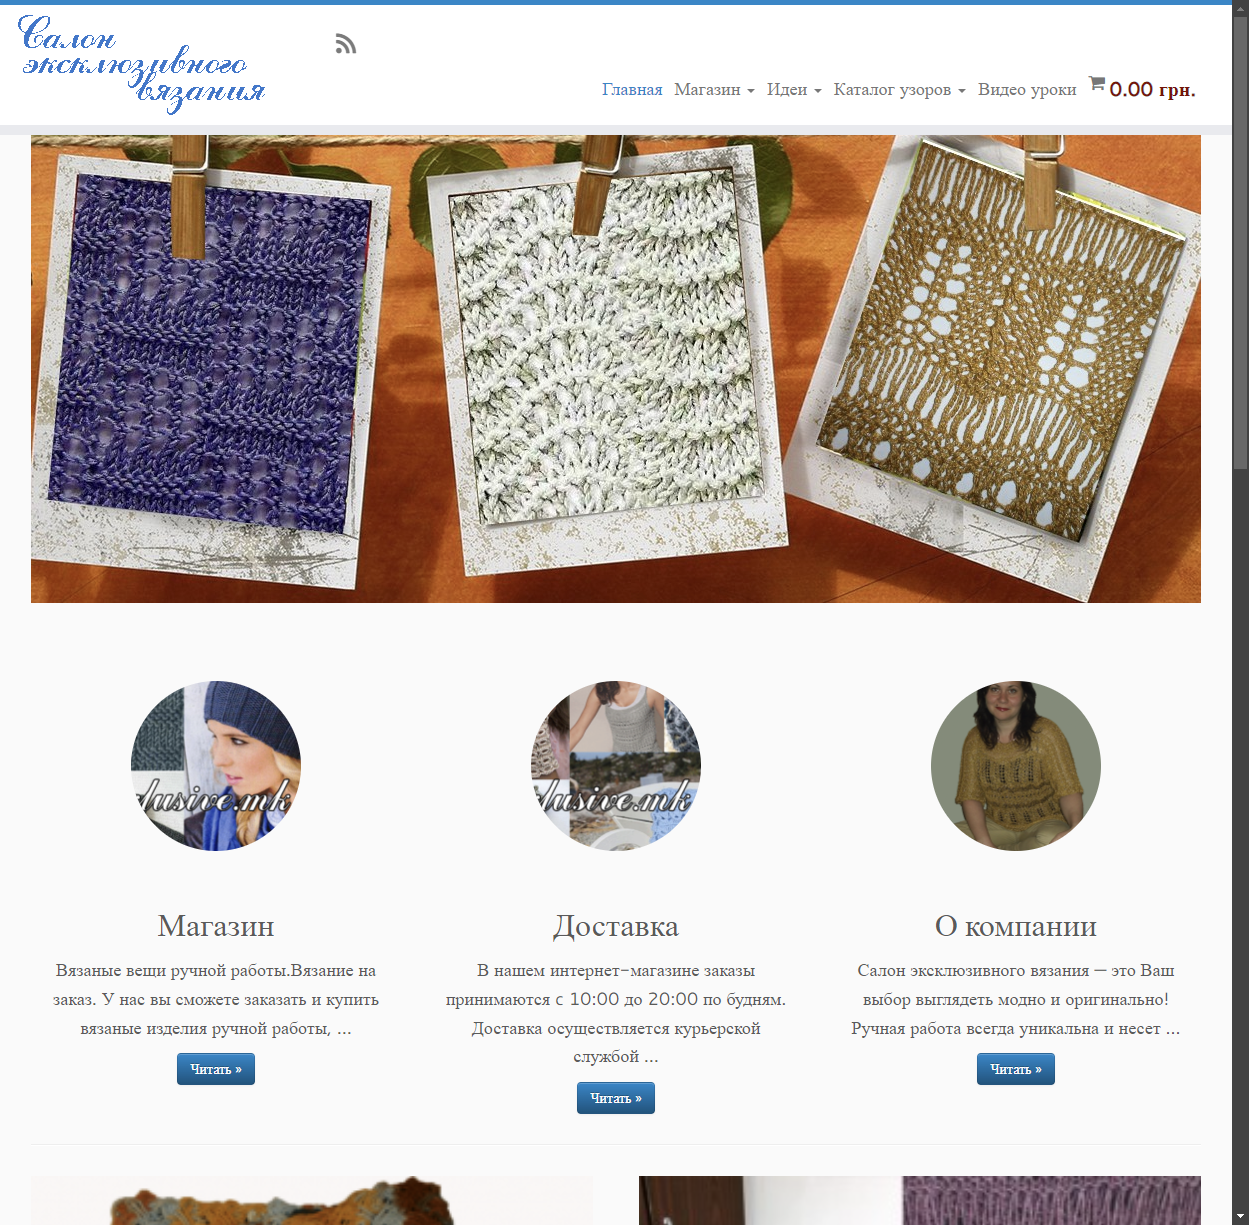 Салон
эксклюзивного
вязания
Главная Магазин Идеи Каталог узоров Видео уроки 0.00 грн.
lusive.mk
lusive.mk
Магазин
Вязаные вещи ручной работы.Вязание на
заказ. У нас вы сможете заказать и купить
вязаные изделия ручной работы, ...
Читать »
Доставка
В нашем интернет-магазине заказы
принимаются с 10:00 до 20:00 по будням.
Доставка осуществляется курьерской
службой ...
Читать »
О компании
Салон эксклюзивного вязания — это Ваш
выбор выглядеть модно и оригинально!
Ручная работа всегда уникальна и несет ...
Читать »